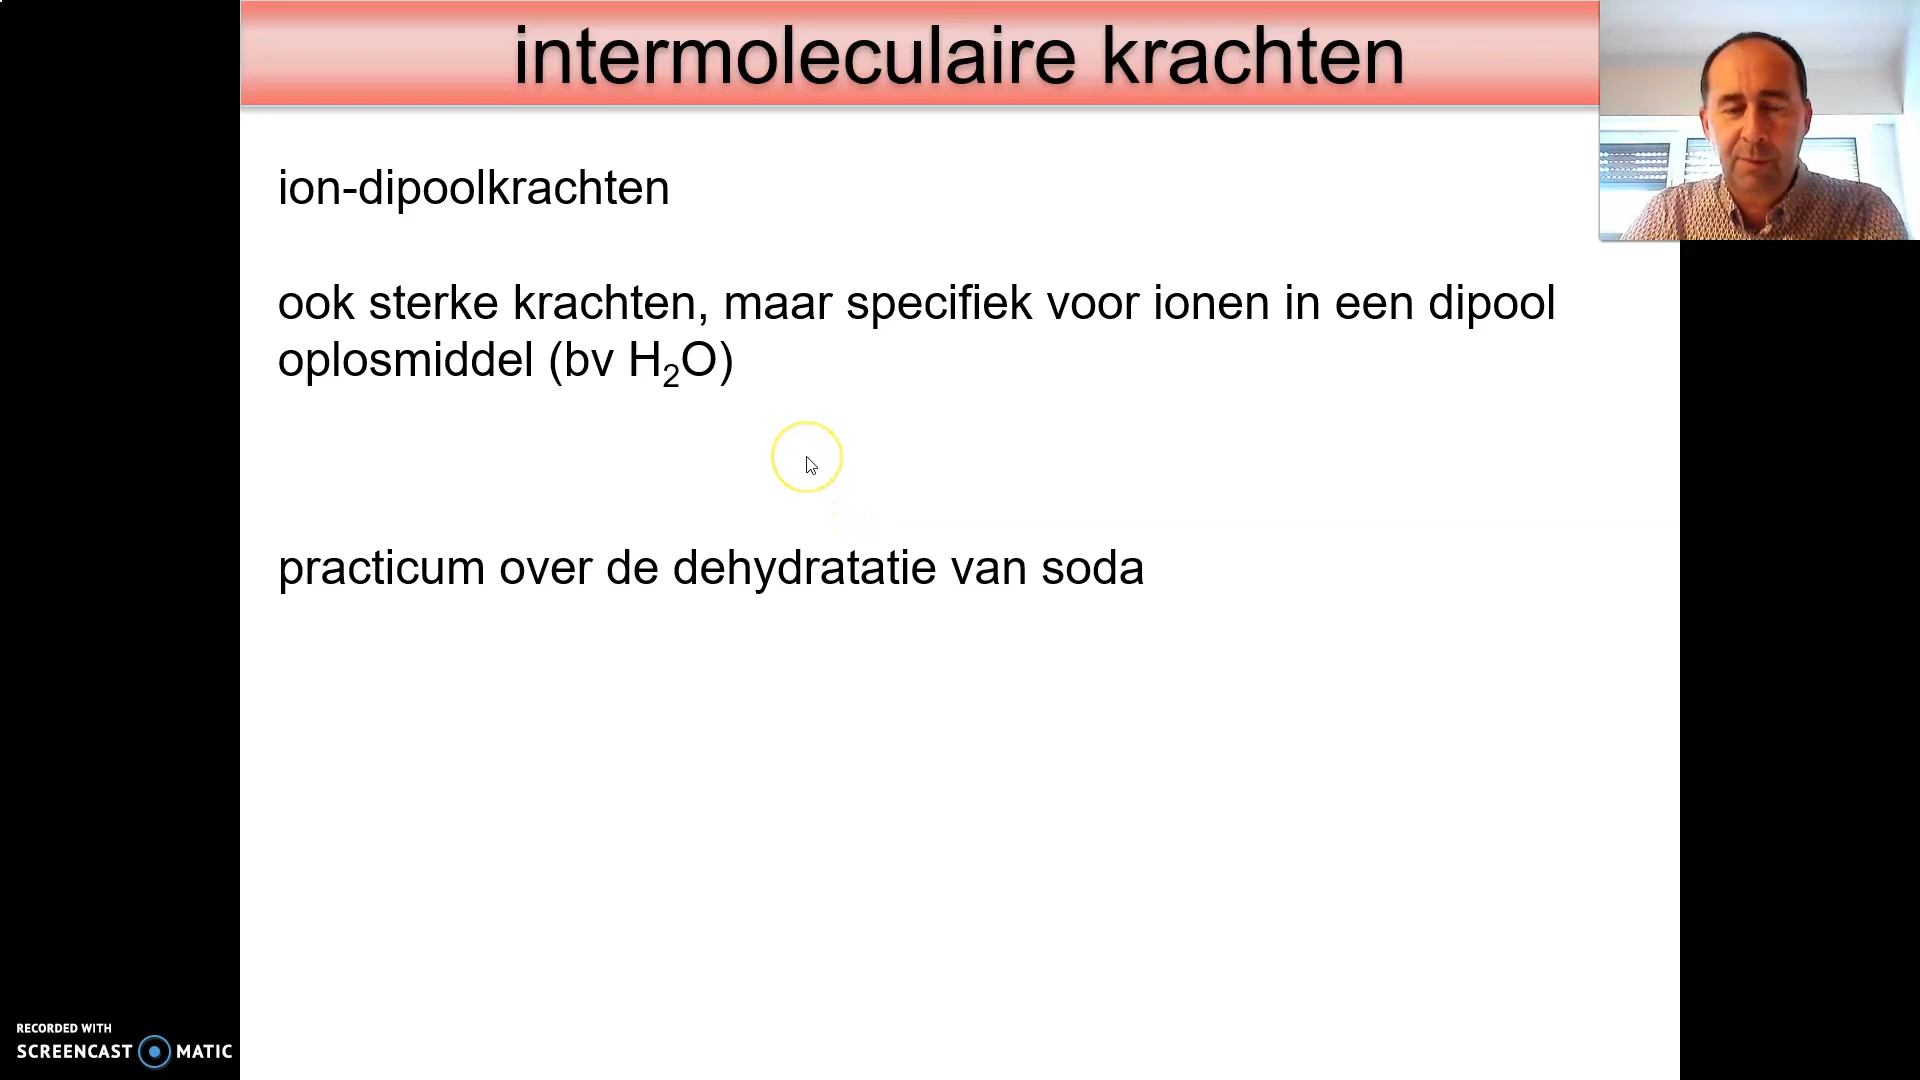 intermoleculaire krachten
ion-dipoolkrachten
ook sterke krachten, maar specifiek voor ionen in een dipool
oplosmiddel (bv H₂O)
practicum over de dehydratatie van soda
RECORDED WITH
SCREENCAST MATIC